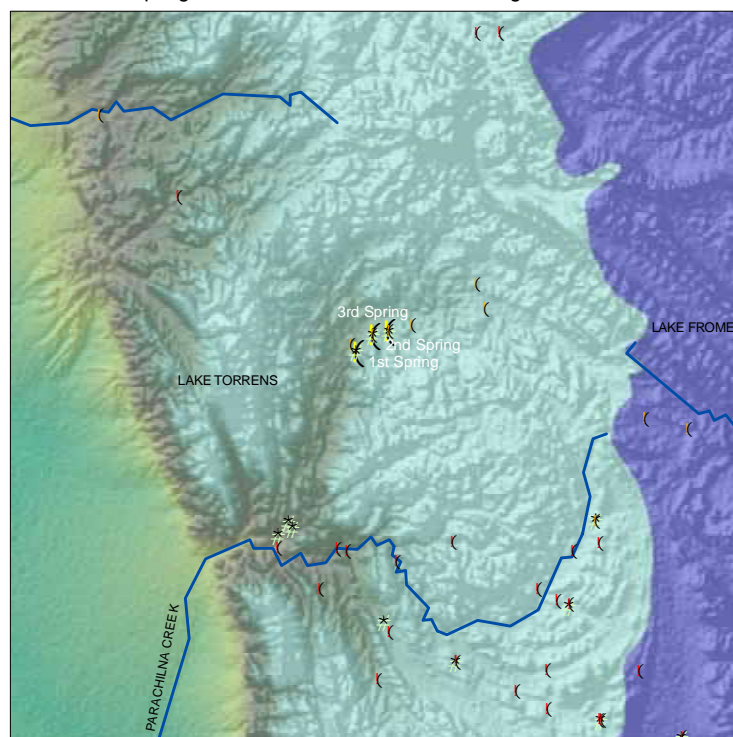 3rd Spring
LAKE FROME
2nd Spring
1st Spring
LAKE TORRENS
PARACHILNA CREEK